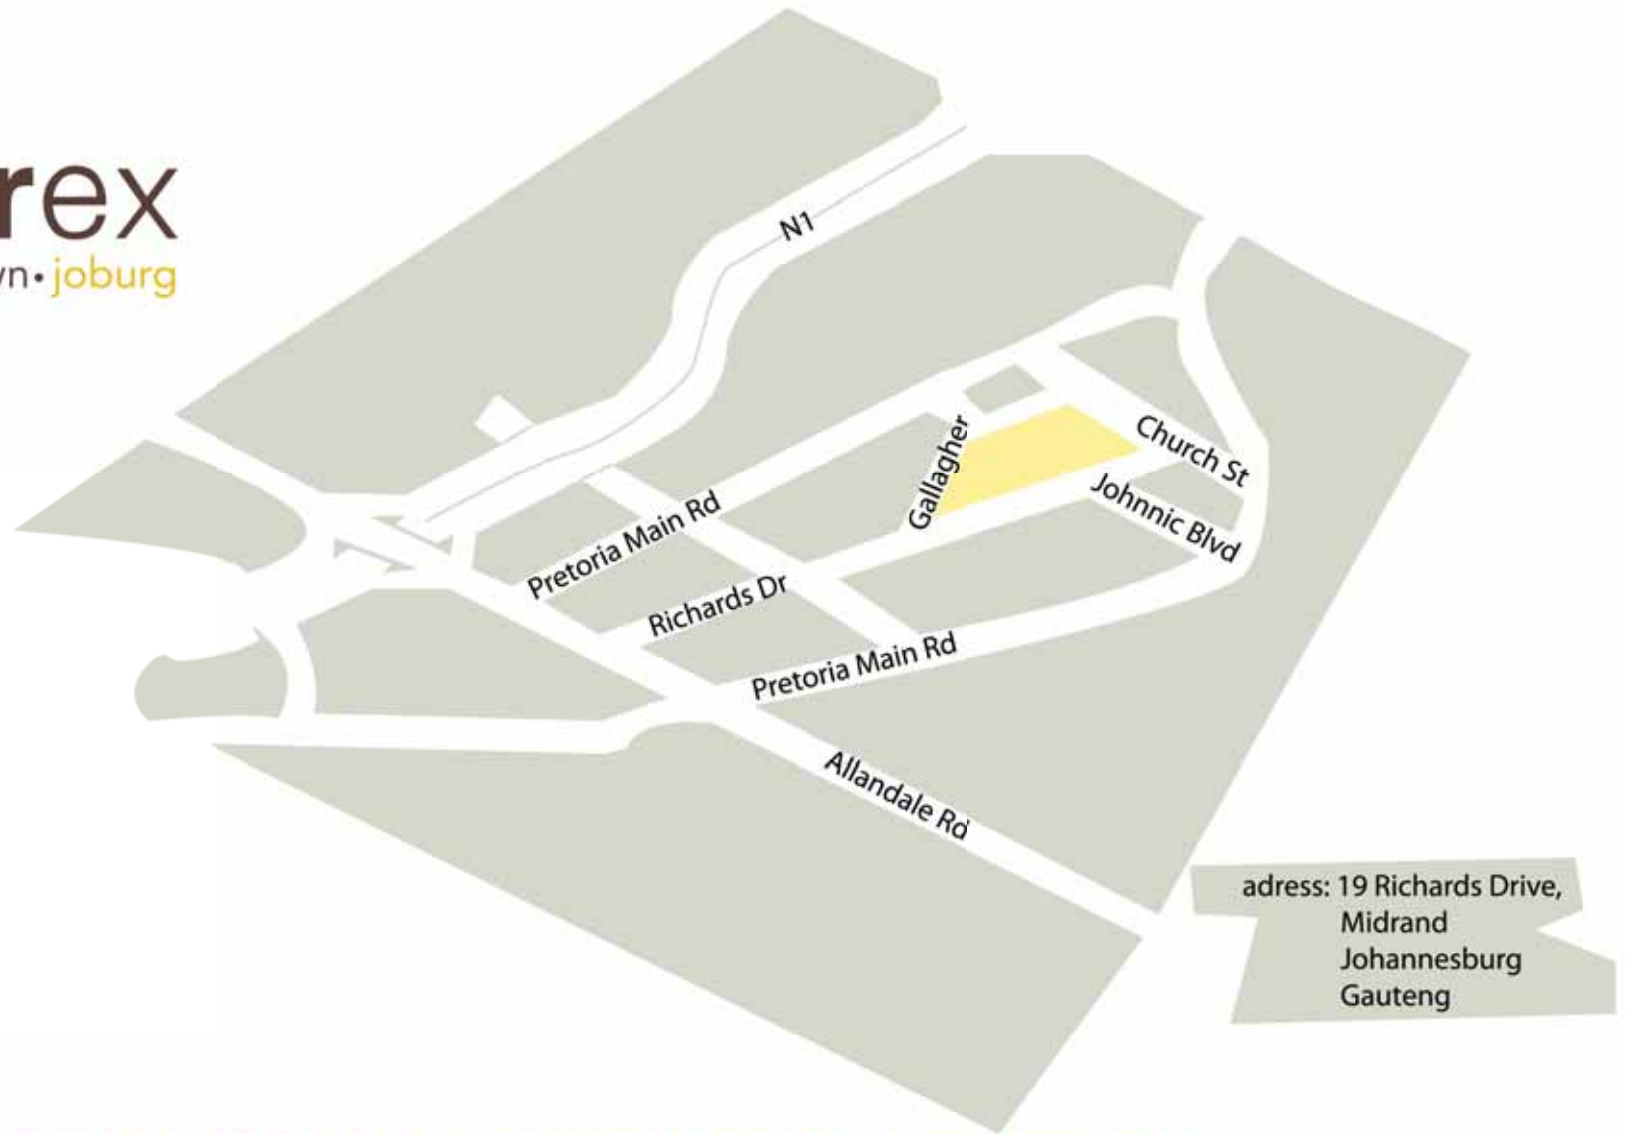 rex
joburg
N1
Church St
Gallagher
Johnnic Blvd
Pretoria Main Rd
Richards Dr
Pretoria Main Rd
Allandale Rd
adress: 19 Richards Drive,
Midrand
Johannesburg
Gauteng